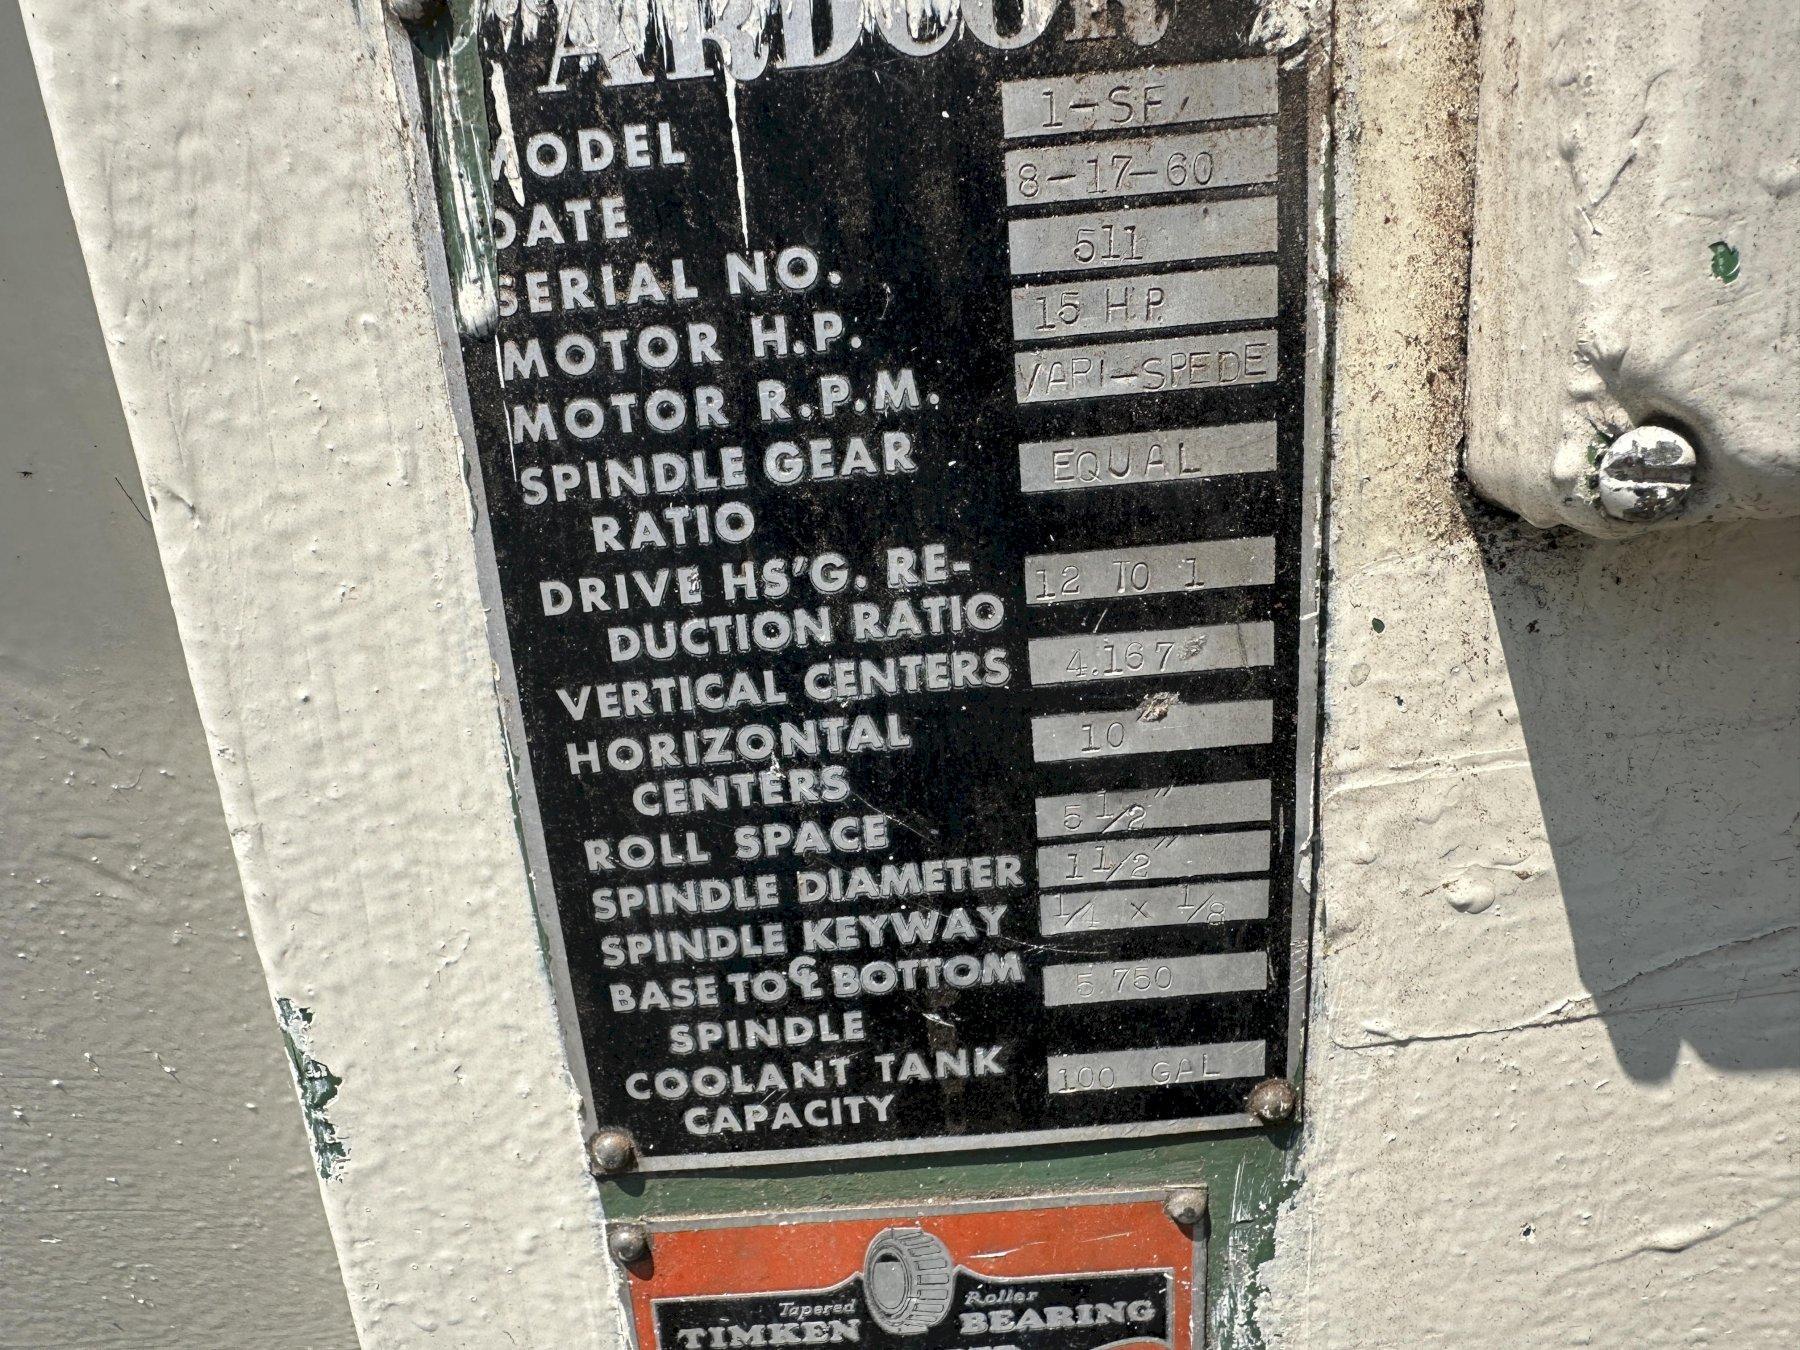 ARDCOR
MODEL 1-SF
DATE 8-17-60
SERIAL NO. 511
MOTOR H.P. 15 H.P.
MOTOR R.P.M. VARI-SPEDE
SPINDLE GEAR EQUAL
RATIO
DRIVE HS'G. RE- 12 TO 1
DUCTION RATIO
VERTICAL CENTERS 4.167"
HORIZONTAL 10"
CENTERS
ROLL SPACE 5 1/2"
SPINDLE DIAMETER 1 1/2"
SPINDLE KEYWAY 1/4 x 1/8
BASE TO ℄ BOTTOM 5.750
SPINDLE
COOLANT TANK 100 GAL
CAPACITY
Tapered Roller
TIMKEN BEARING